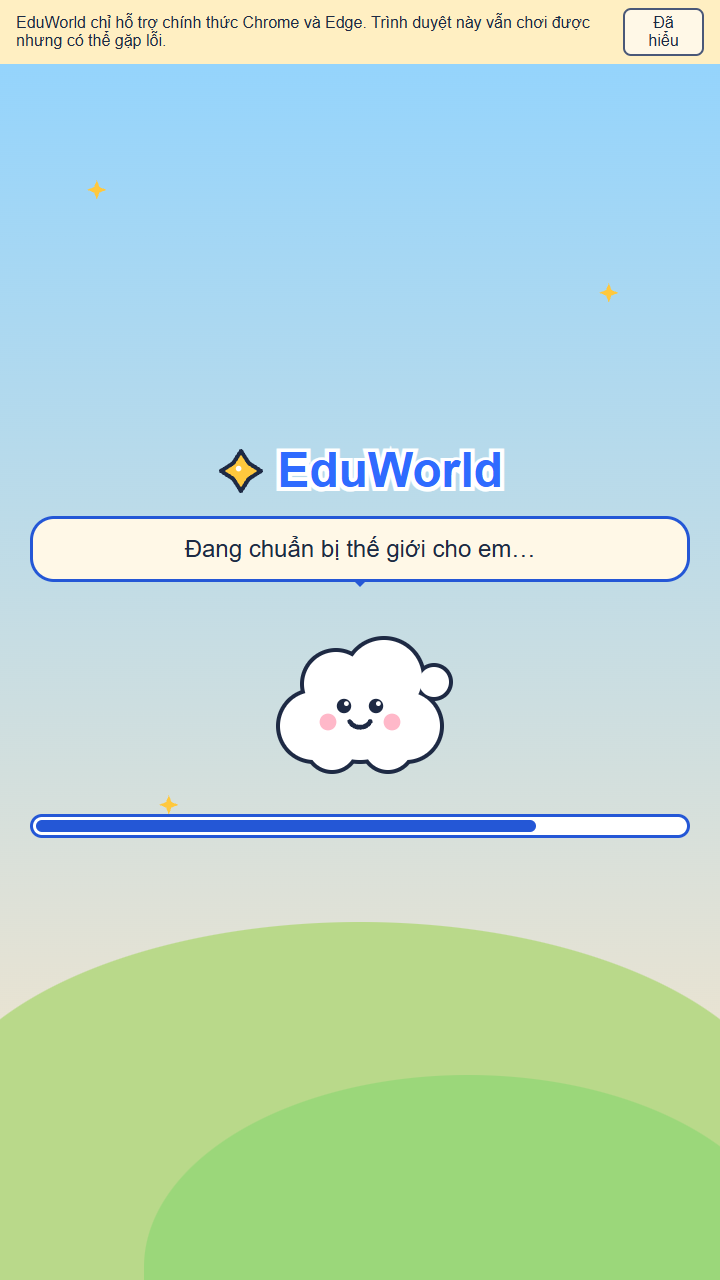 EduWorld chỉ hỗ trợ chính thức Chrome và Edge. Trình duyệt này vẫn chơi được
nhưng có thể gặp lỗi.
Đã
hiểu
EduWorld
Đang chuẩn bị thế giới cho em…